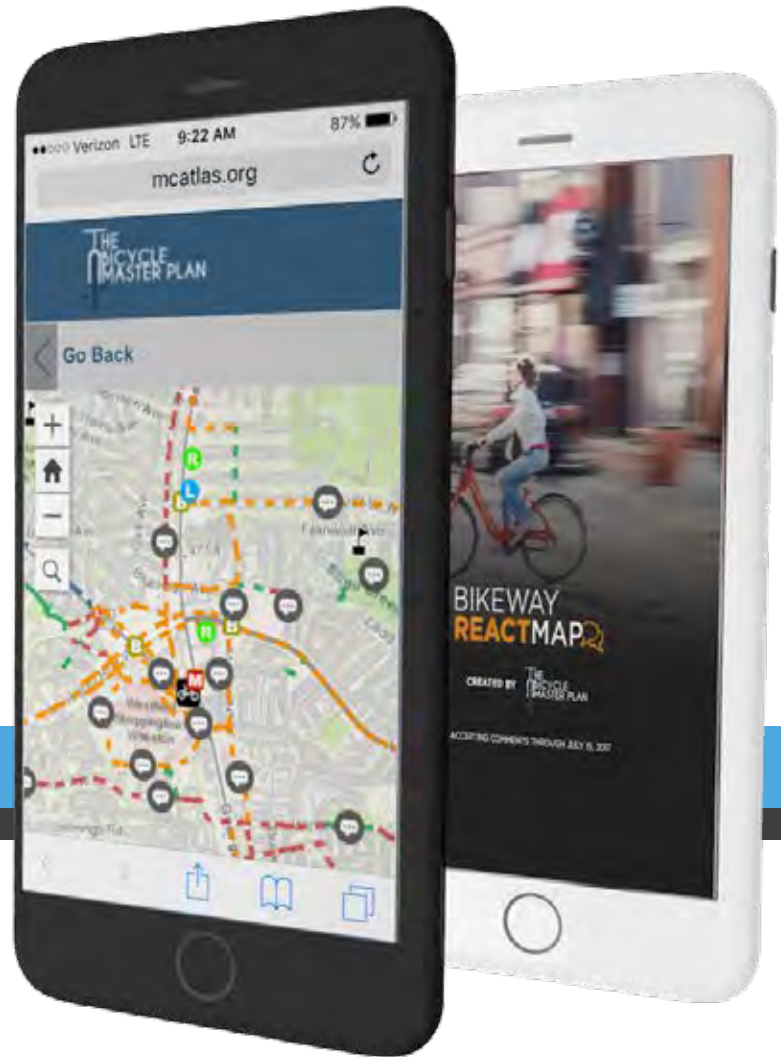 Verizon LTE 9:22 AM 87%
mcatlas.org
THE
BICYCLE
MASTER PLAN
Go Back
R
L
B
B
R
B
M
BIKEWAY
REACTMAP
CREATED BY
THE
BICYCLE
MASTER PLAN
ACCEPTING COMMENTS THROUGH JULY 15, 2017